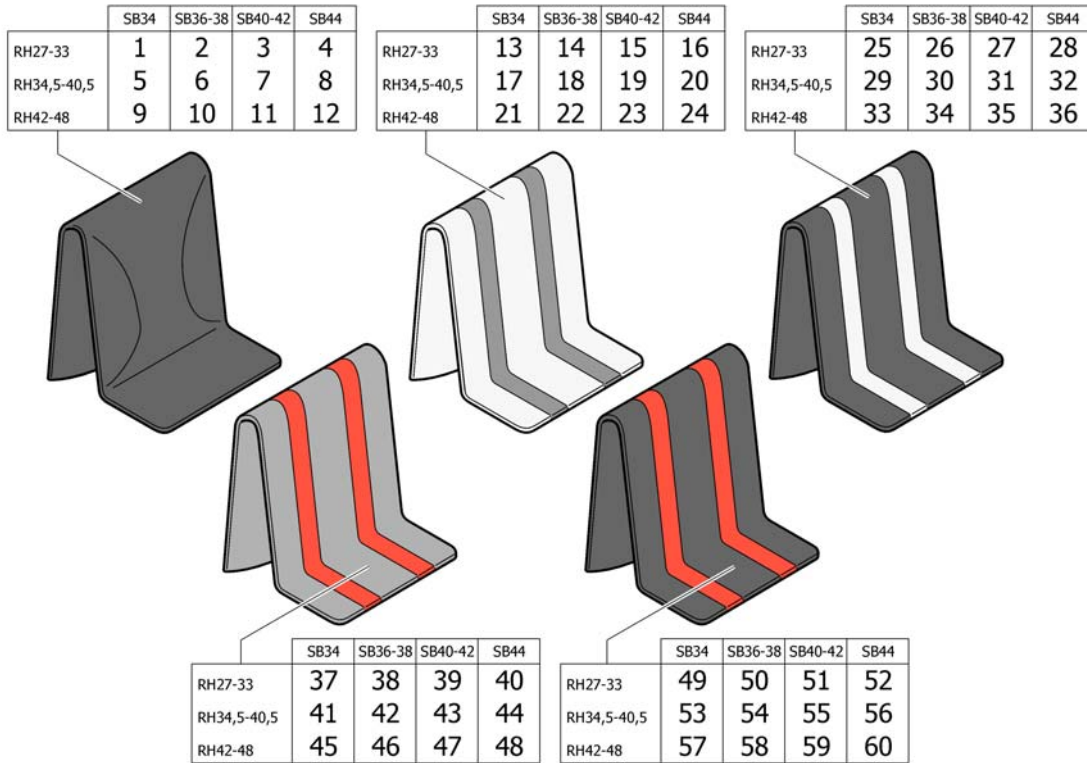 SB34 SB36-38 SB40-42 SB44
RH27-33 1 2 3 4
RH34,5-40,5 5 6 7 8
RH42-48 9 10 11 12
SB34 SB36-38 SB40-42 SB44
RH27-33 13 14 15 16
RH34,5-40,5 17 18 19 20
RH42-48 21 22 23 24
SB34 SB36-38 SB40-42 SB44
RH27-33 25 26 27 28
RH34,5-40,5 29 30 31 32
RH42-48 33 34 35 36
SB34 SB36-38 SB40-42 SB44
RH27-33 37 38 39 40
RH34,5-40,5 41 42 43 44
RH42-48 45 46 47 48
SB34 SB36-38 SB40-42 SB44
RH27-33 49 50 51 52
RH34,5-40,5 53 54 55 56
RH42-48 57 58 59 60